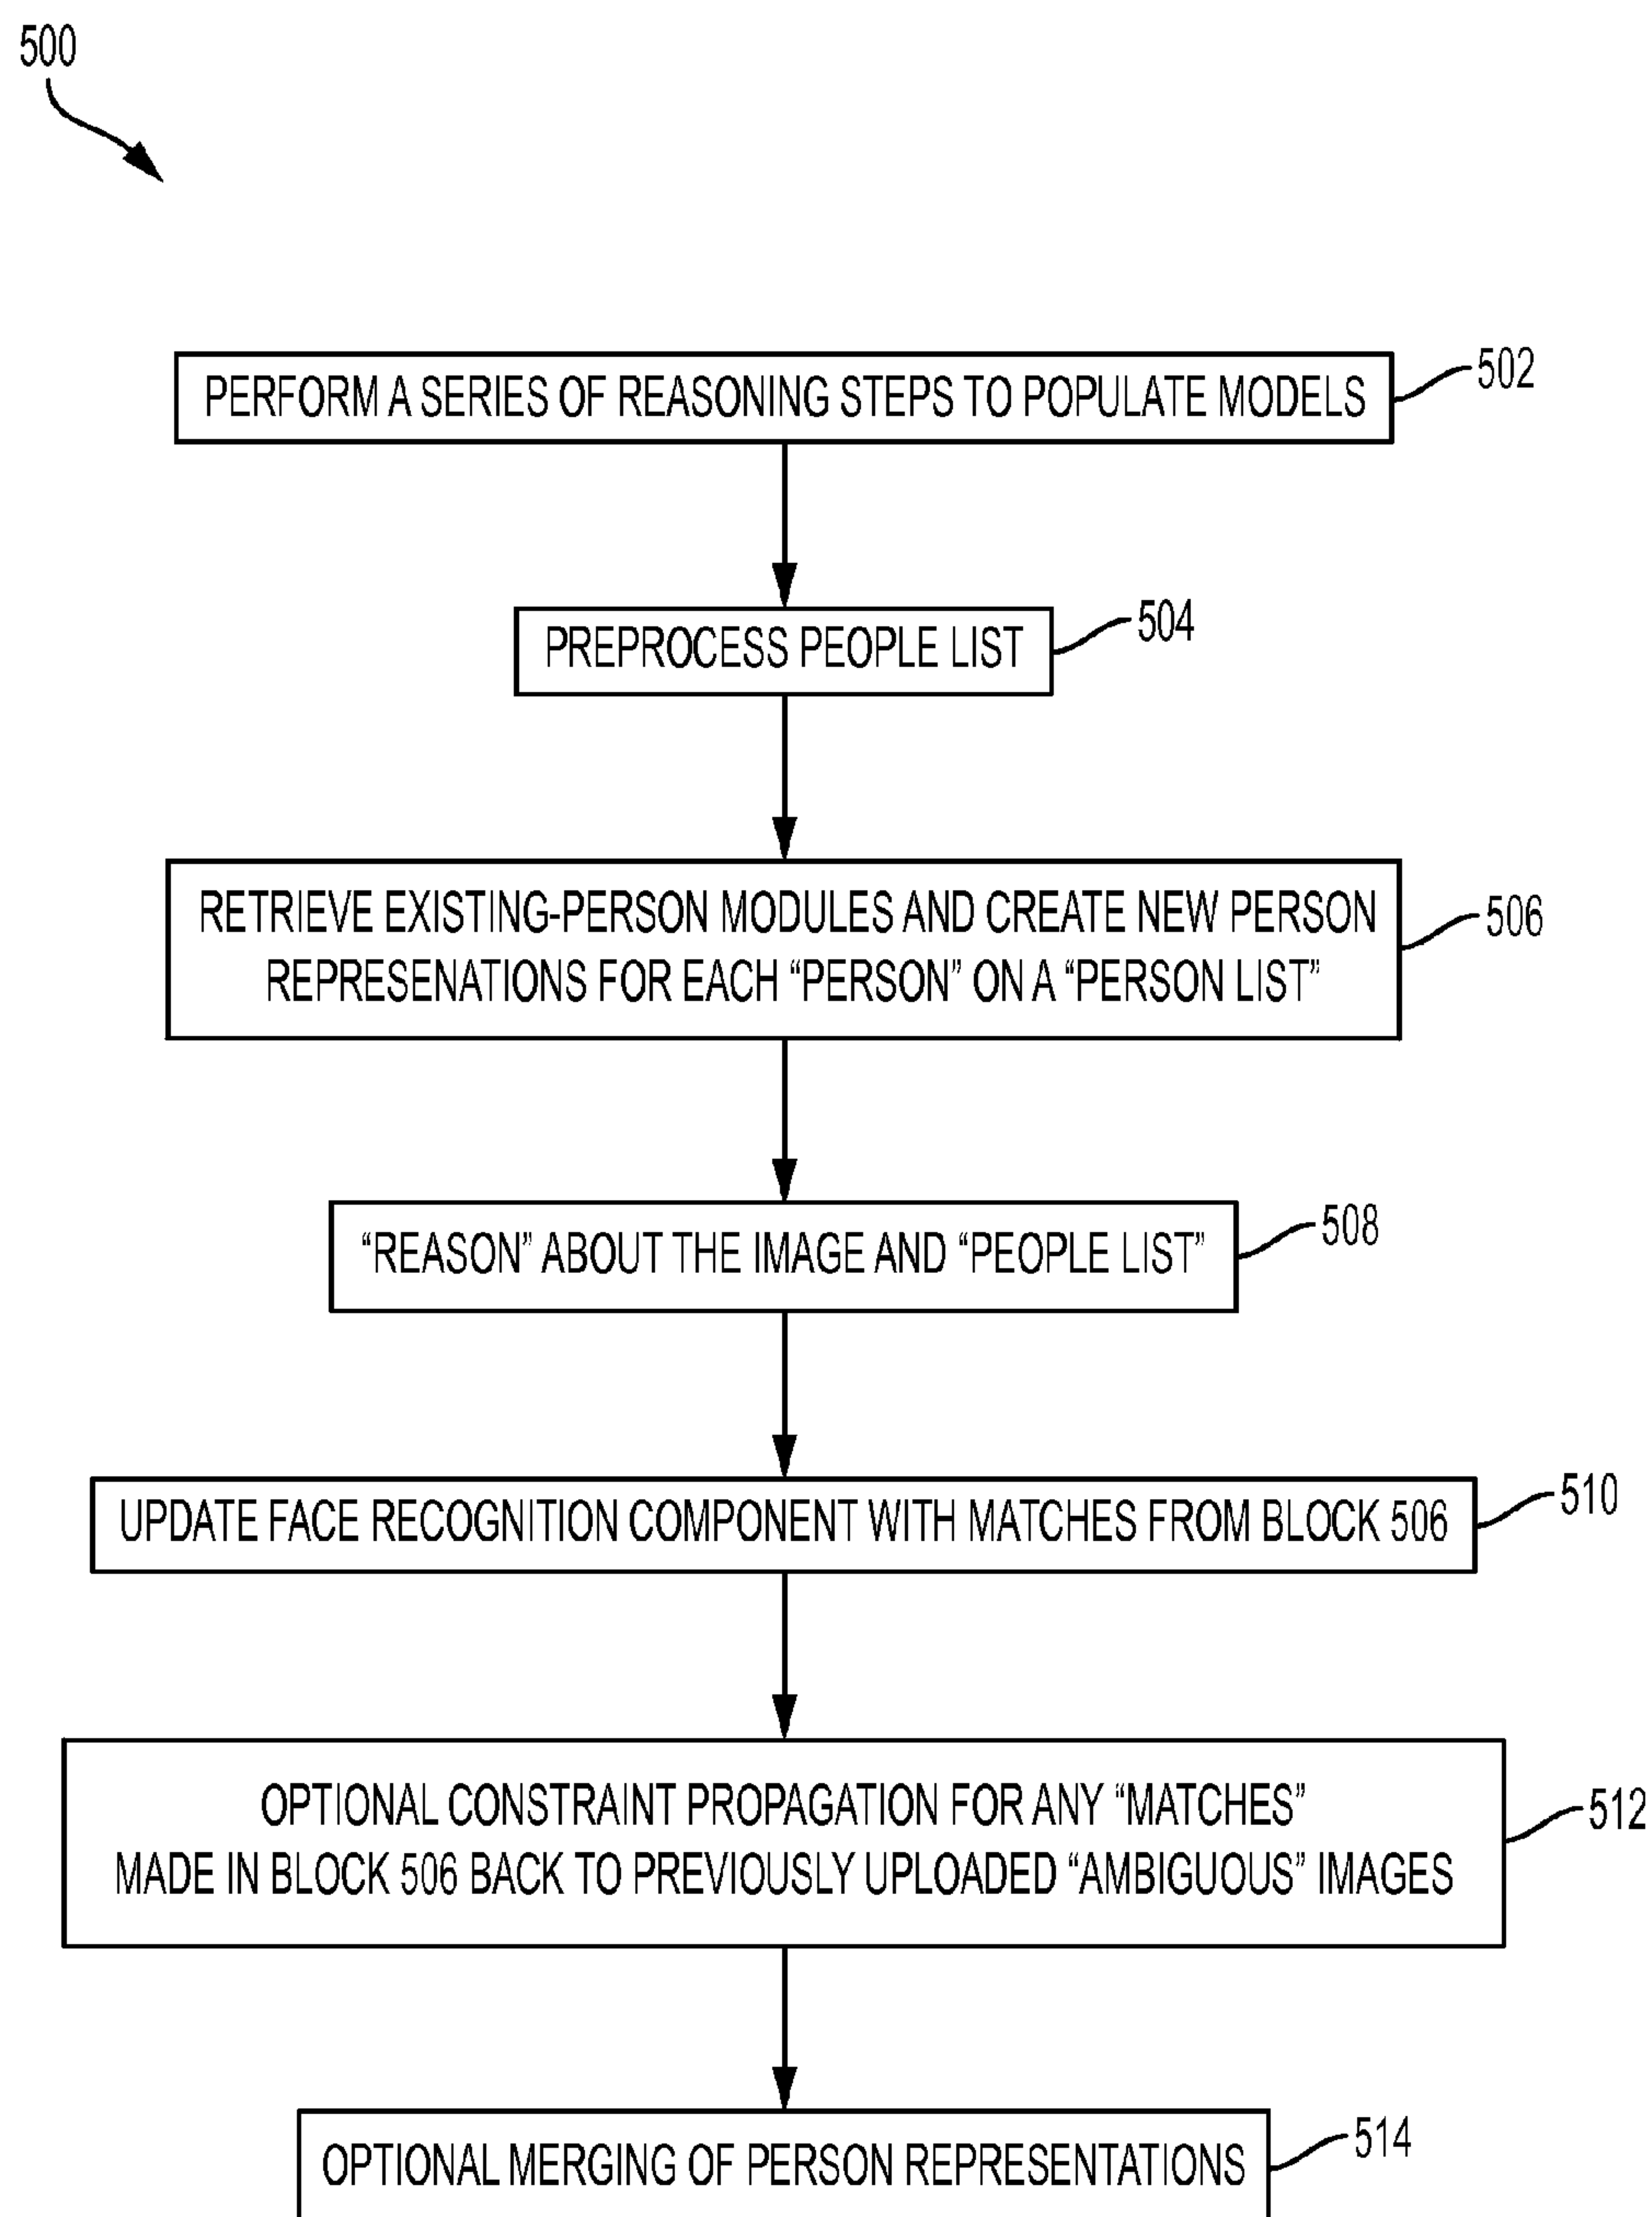 500
PERFORM A SERIES OF REASONING STEPS TO POPULATE MODELS
502
PREPROCESS PEOPLE LIST
504
RETRIEVE EXISTING-PERSON MODULES AND CREATE NEW PERSON
REPRESENATIONS FOR EACH “PERSON” ON A “PERSON LIST”
506
“REASON” ABOUT THE IMAGE AND “PEOPLE LIST”
508
UPDATE FACE RECOGNITION COMPONENT WITH MATCHES FROM BLOCK 506
510
OPTIONAL CONSTRAINT PROPAGATION FOR ANY “MATCHES”
MADE IN BLOCK 506 BACK TO PREVIOUSLY UPLOADED “AMBIGUOUS” IMAGES
512
OPTIONAL MERGING OF PERSON REPRESENTATIONS
514